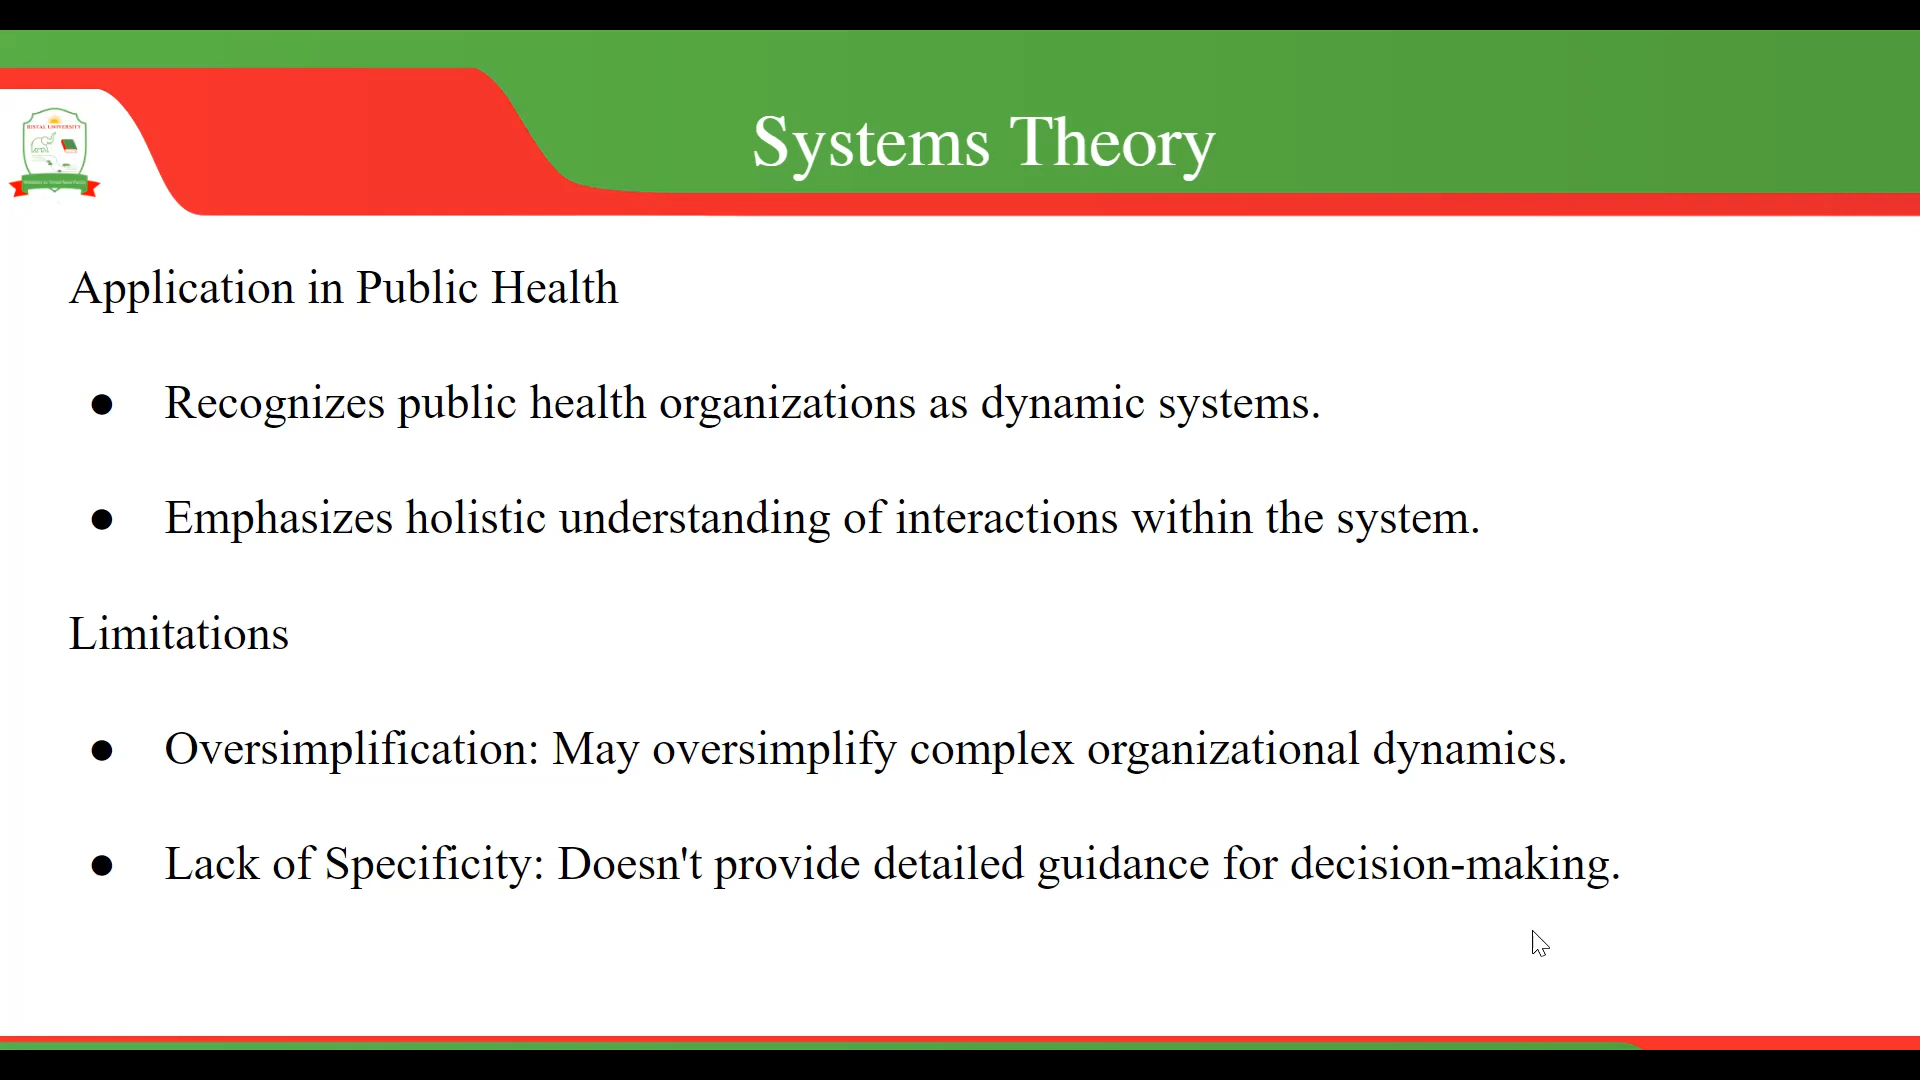 Systems Theory
Application in Public Health
● Recognizes public health organizations as dynamic systems.
● Emphasizes holistic understanding of interactions within the system.
Limitations
● Oversimplification: May oversimplify complex organizational dynamics.
● Lack of Specificity: Doesn't provide detailed guidance for decision-making.